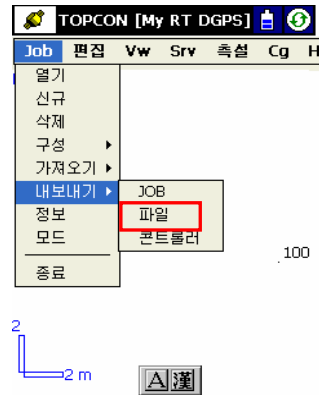 TOPCON [My RT DGPS]
Job 편집 Vw Srv 측설 Cg H
열기
신규
삭제
구성
가져오기
내보내기
JOB
정보
파일
모드
콘트롤러
100
종료
2
2 m
A 漢